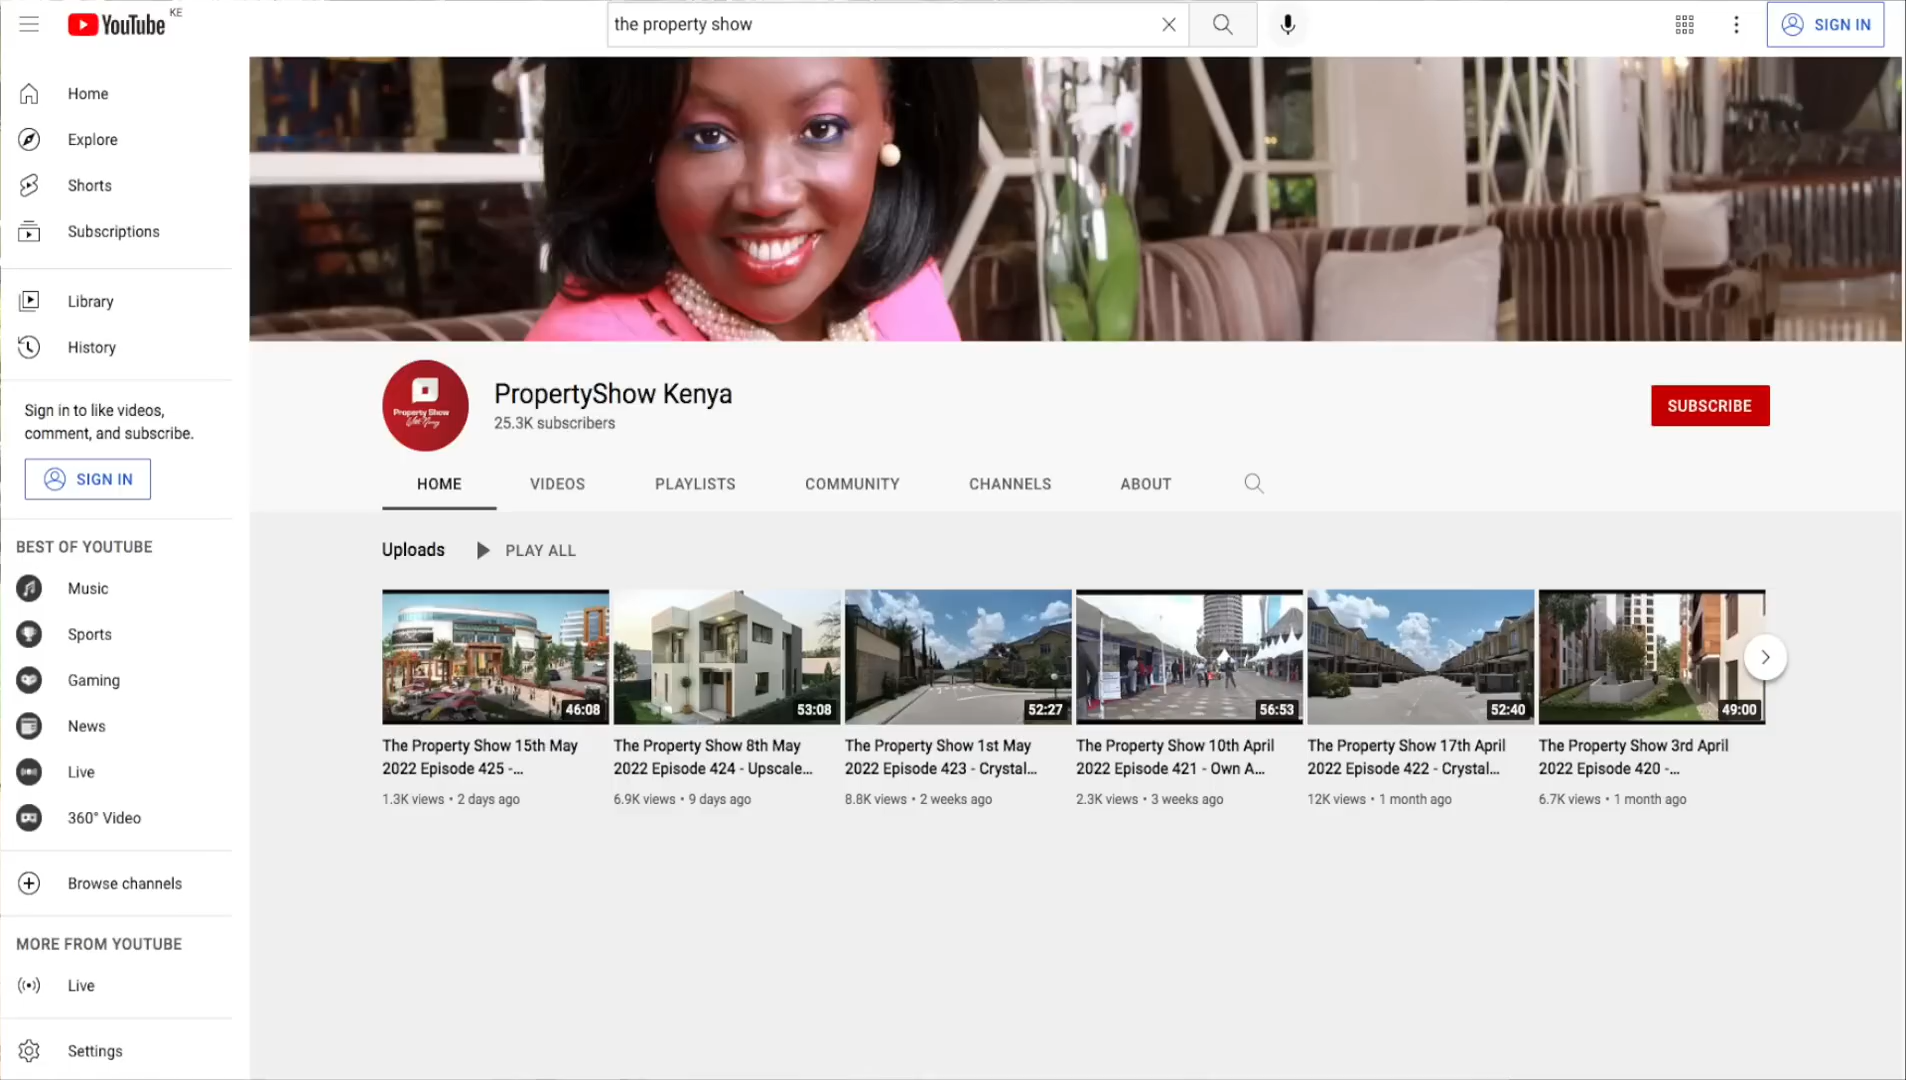 YouTube KE
the property show
SIGN IN
Home
Explore
Shorts
Subscriptions
Library
History
Sign in to like videos,
comment, and subscribe.
SIGN IN
BEST OF YOUTUBE
Music
Sports
Gaming
News
Live
360° Video
Browse channels
MORE FROM YOUTUBE
Live
Settings
Property Show
With Nancy
PropertyShow Kenya
25.3K subscribers
SUBSCRIBE
HOME VIDEOS PLAYLISTS COMMUNITY CHANNELS ABOUT
Uploads PLAY ALL
46:08
The Property Show 15th May
2022 Episode 425 -...
1.3K views • 2 days ago
53:08
The Property Show 8th May
2022 Episode 424 - Upscale...
6.9K views • 9 days ago
52:27
The Property Show 1st May
2022 Episode 423 - Crystal...
8.8K views • 2 weeks ago
56:53
The Property Show 10th April
2022 Episode 421 - Own A...
2.3K views • 3 weeks ago
52:40
The Property Show 17th April
2022 Episode 422 - Crystal...
12K views • 1 month ago
49:00
The Property Show 3rd April
2022 Episode 420 -...
6.7K views • 1 month ago